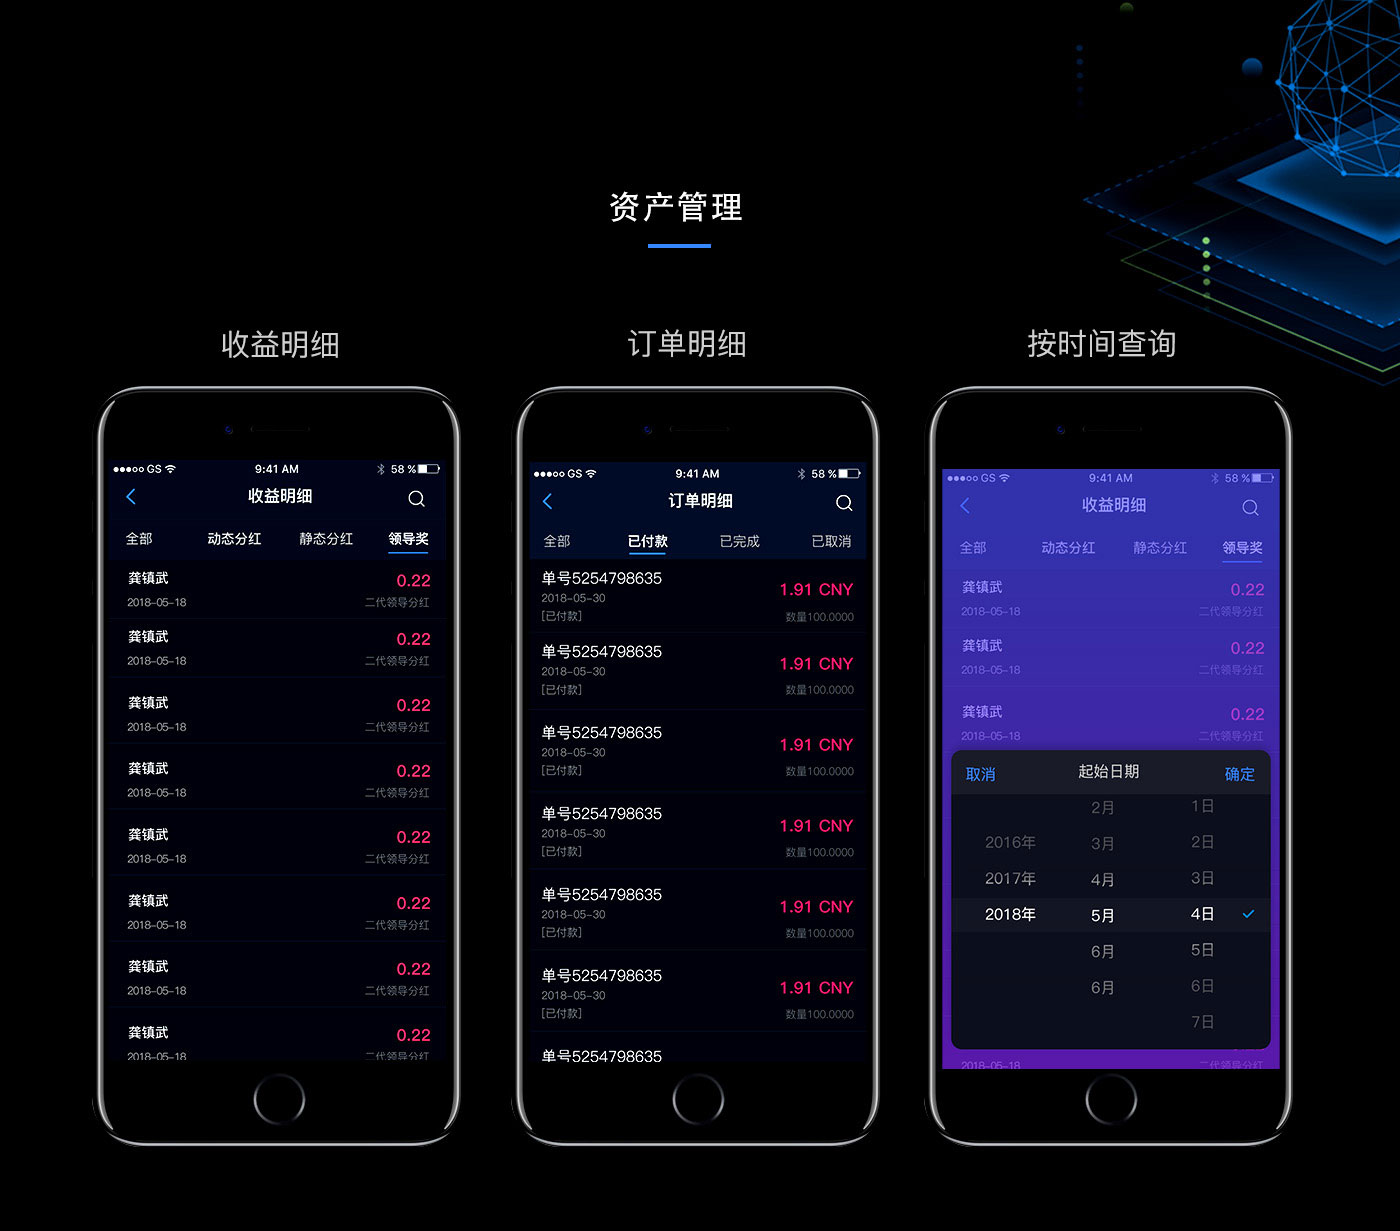 资产管理
收益明细
GS 9:41 AM 58 %
收益明细
全部 动态分红 静态分红 领导奖
龚镇武 0.22
2018-05-18 二代领导分红
龚镇武 0.22
2018-05-18 二代领导分红
龚镇武 0.22
2018-05-18 二代领导分红
龚镇武 0.22
2018-05-18 二代领导分红
龚镇武 0.22
2018-05-18 二代领导分红
龚镇武 0.22
2018-05-18 二代领导分红
龚镇武 0.22
2018-05-18 二代领导分红
龚镇武 0.22
2018-05-18 二代领导分红
订单明细
GS 9:41 AM 58 %
订单明细
全部 已付款 已完成 已取消
单号5254798635
1.91 CNY
2018-05-30
[已付款] 数量100.0000
单号5254798635
1.91 CNY
2018-05-30
[已付款] 数量100.0000
单号5254798635
1.91 CNY
2018-05-30
[已付款] 数量100.0000
单号5254798635
1.91 CNY
2018-05-30
[已付款] 数量100.0000
单号5254798635
1.91 CNY
2018-05-30
[已付款] 数量100.0000
单号5254798635
1.91 CNY
2018-05-30
[已付款] 数量100.0000
单号5254798635
按时间查询
GS 9:41 AM 58 %
收益明细
全部 动态分红 静态分红 领导奖
龚镇武 0.22
2018-05-18 二代领导分红
龚镇武 0.22
2018-05-18 二代领导分红
龚镇武 0.22
2018-05-18 二代领导分红
取消 起始日期 确定
2月 1日
2016年 3月 2日
2017年 4月 3日
2018年 5月 4日
6月 5日
6月 6日
7日
2018-05-18 二代领导分红